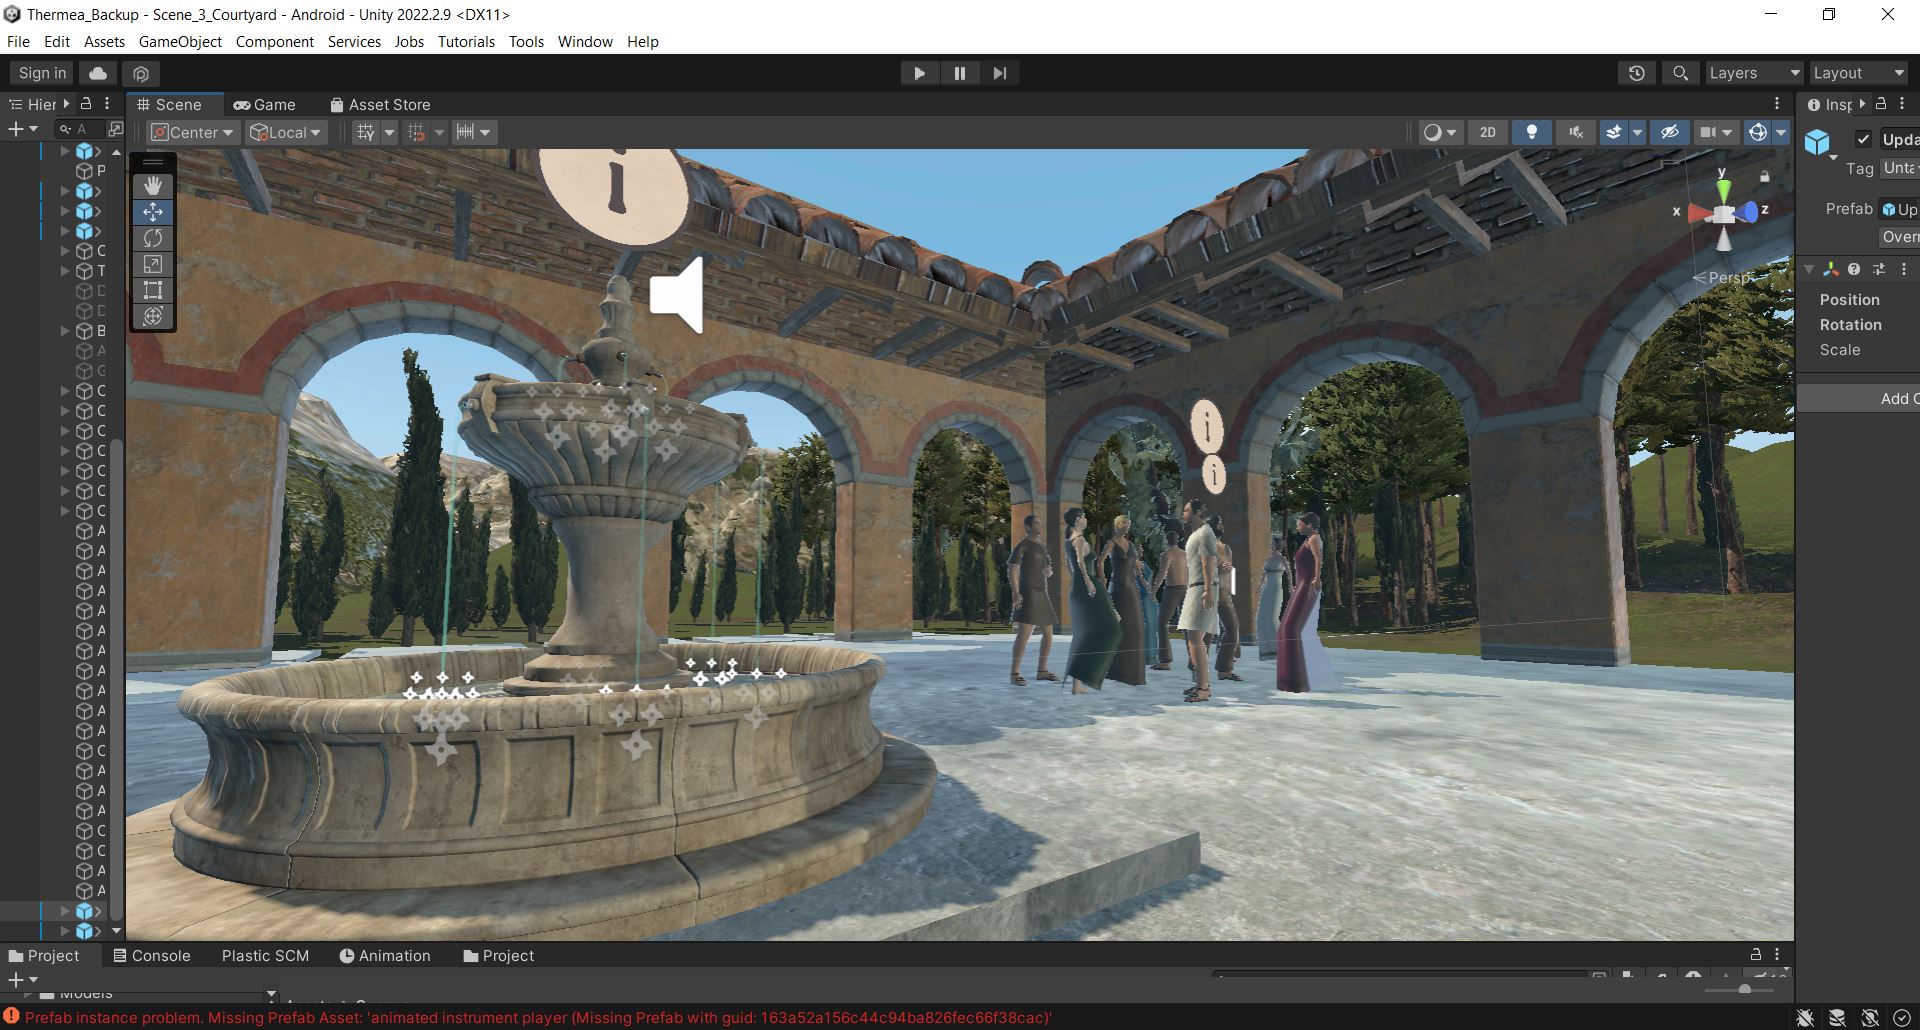 Thermea_Backup - Scene_3_Courtyard - Android - Unity 2022.2.9 <DX11>
File Edit Assets GameObject Component Services Jobs Tutorials Tools Window Help
Sign in
Layers
Layout
Hier
Scene
Game
Asset Store
Insp
A
Center
Local
Y
2D
P
C
T
D
D
B
A
G
C
C
C
C
C
C
C
A
A
A
A
A
A
A
A
A
A
A
C
A
A
A
C
C
A
A
i
i
i
y
x
z
Persp
Upda
Tag
Unta
Prefab
Up
Overr
Position
Rotation
Scale
Add C
Project
Console
Plastic SCM
Animation
Project
Models
Prefab instance problem. Missing Prefab Asset: 'animated instrument player (Missing Prefab with guid: 163a52a156c44c94ba826fec66f38cac)'